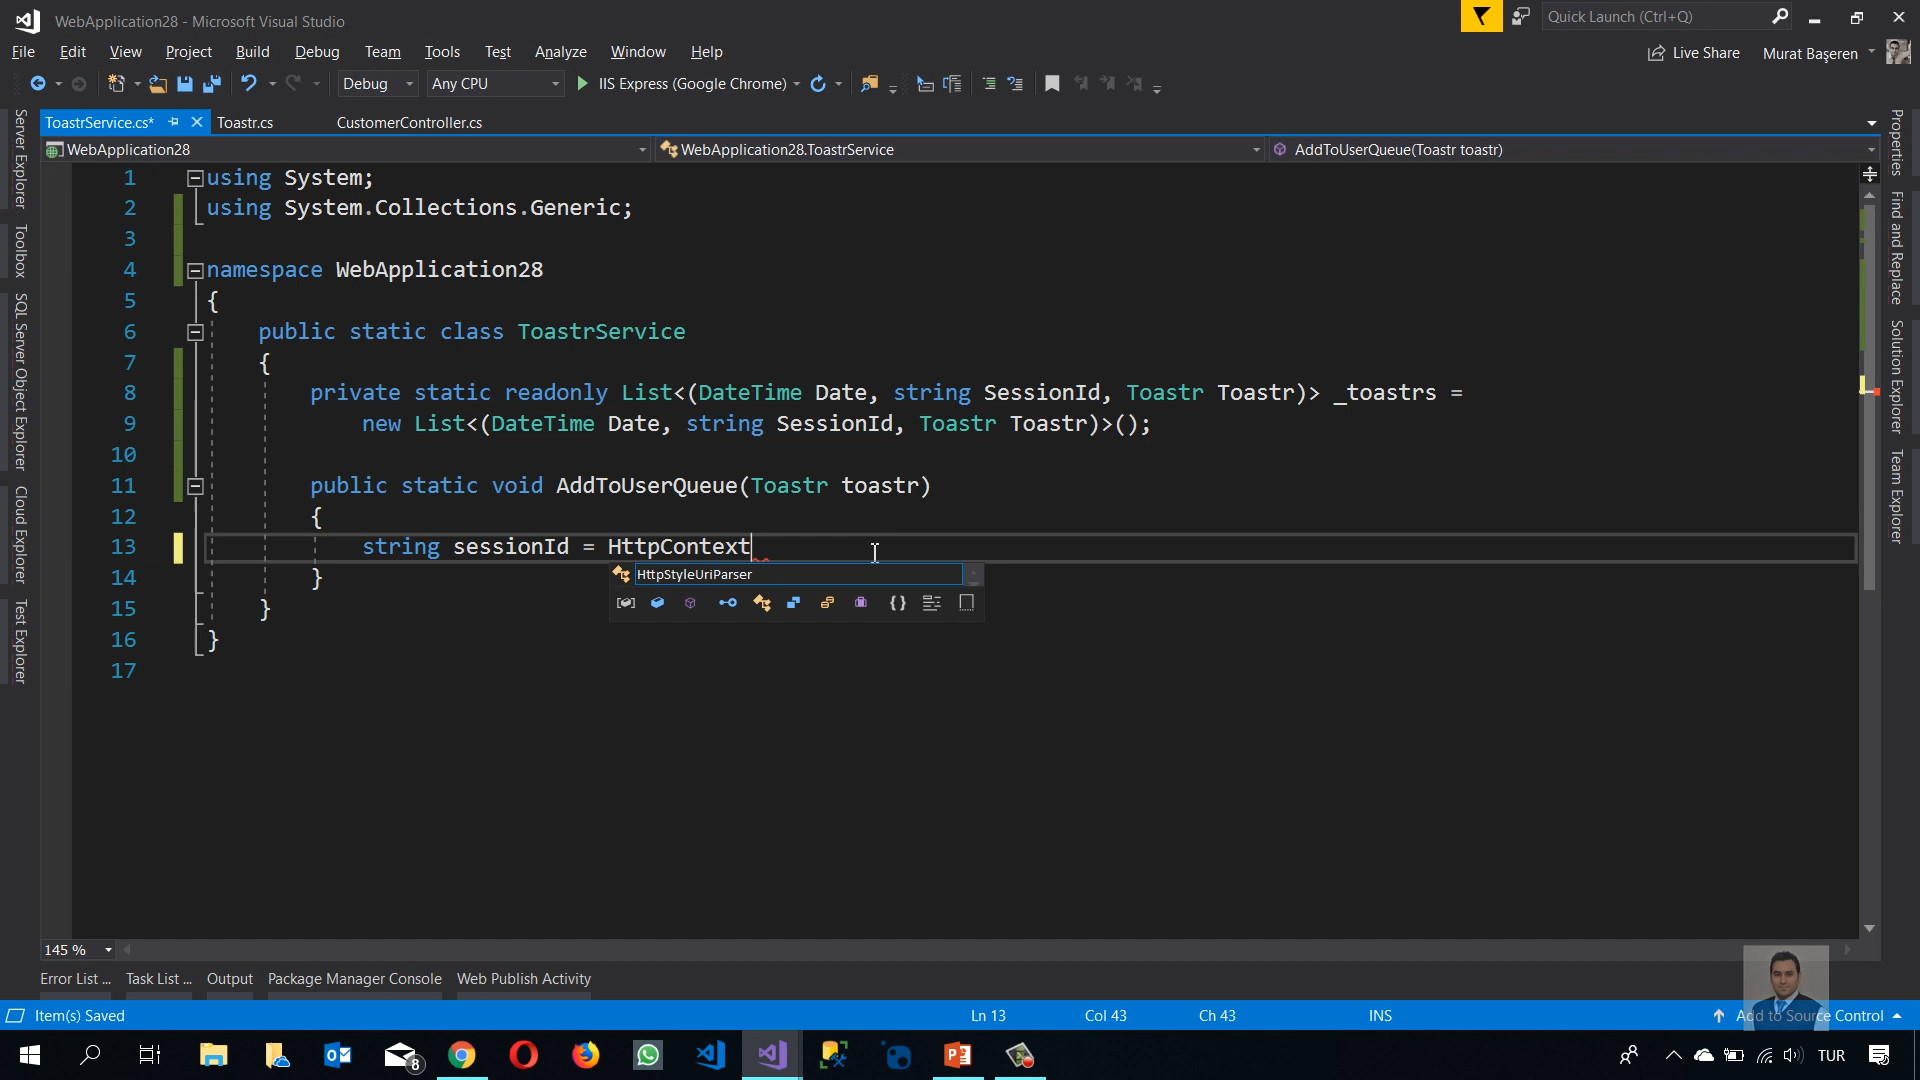 WebApplication28 - Microsoft Visual Studio
Quick Launch (Ctrl+Q)
File Edit View Project Build Debug Team Tools Test Analyze Window Help
Live Share Murat Başeren
Debug Any CPU IIS Express (Google Chrome)
ToastrService.cs* Toastr.cs CustomerController.cs
WebApplication28 WebApplication28.ToastrService AddToUserQueue(Toastr toastr)
Server Explorer
Toolbox
SQL Server Object Explorer
Cloud Explorer
Test Explorer
1 using System;
2 using System.Collections.Generic;
3
4 namespace WebApplication28
5 {
6 public static class ToastrService
7 {
8 private static readonly List<(DateTime Date, string SessionId, Toastr Toastr)> _toastrs =
9 new List<(DateTime Date, string SessionId, Toastr Toastr)>();
10
11 public static void AddToUserQueue(Toastr toastr)
12 {
13 string sessionId = HttpContext
HttpStyleUriParser
14 }
15 }
16 }
17
Properties
Find and Replace
Solution Explorer
Team Explorer
145 %
Error List ... Task List ... Output Package Manager Console Web Publish Activity
Item(s) Saved Ln 13 Col 43 Ch 43 INS Add to Source Control
8 TUR